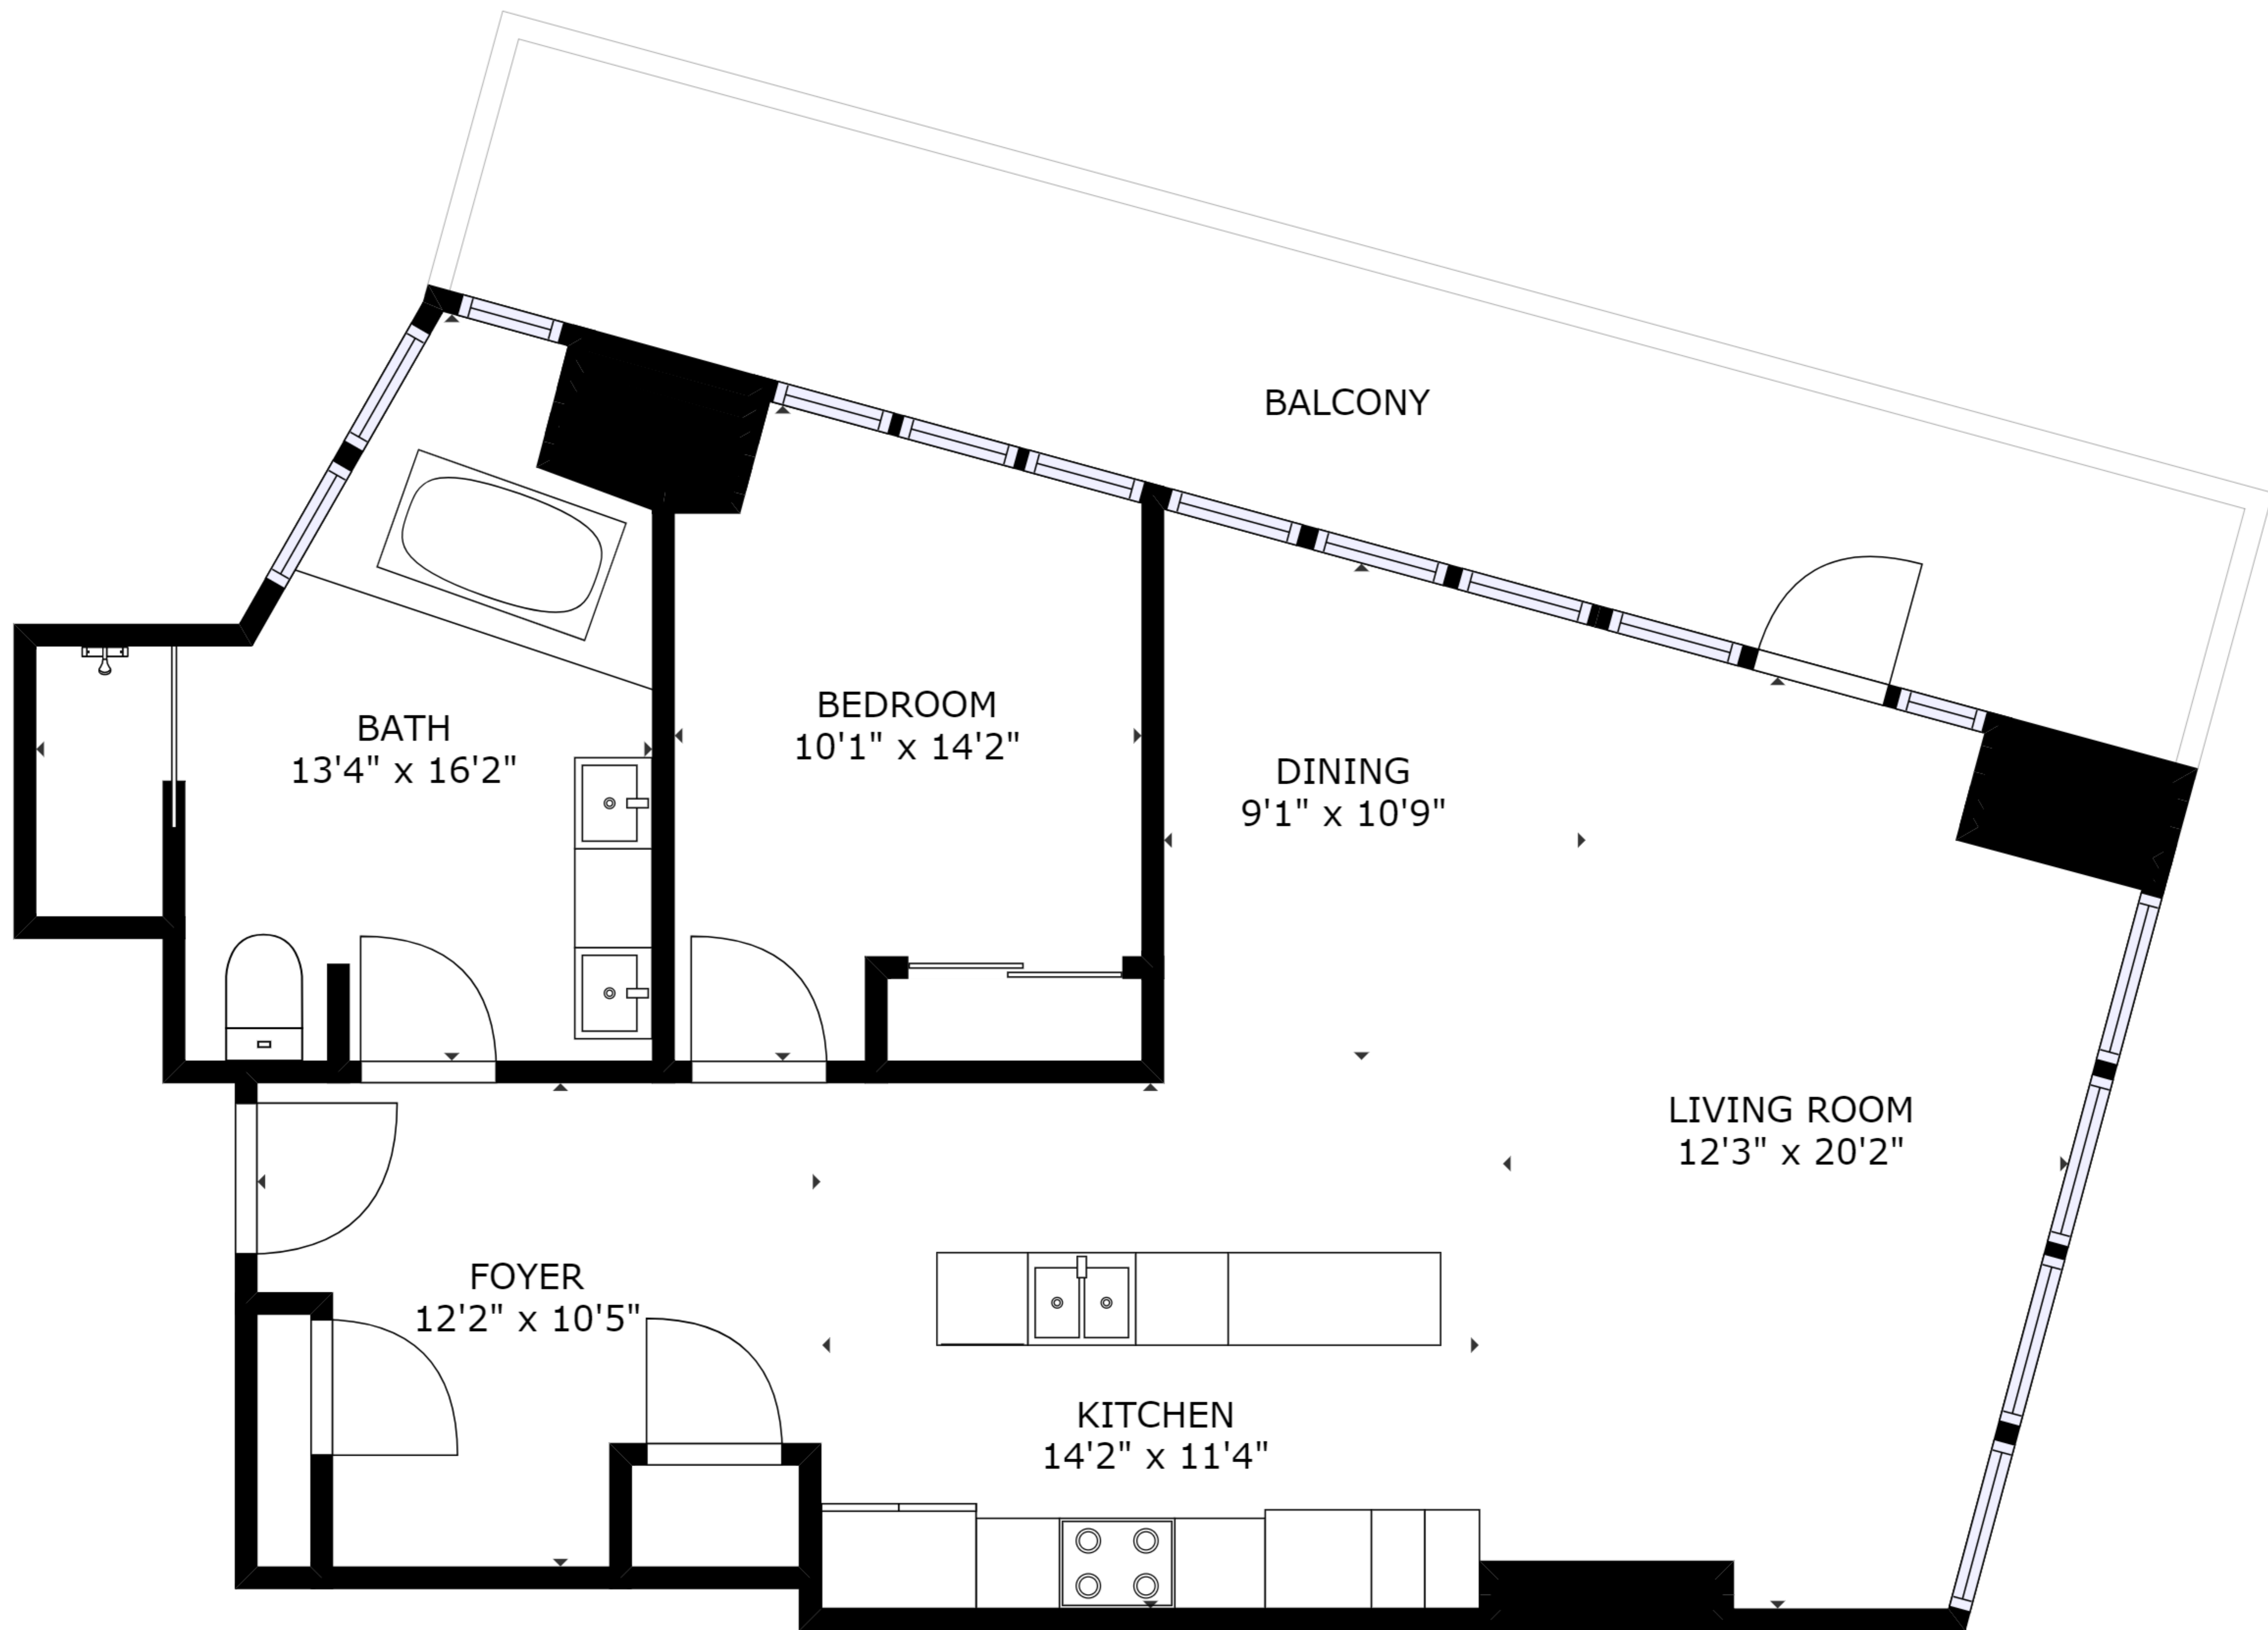 BALCONY
BEDROOM
10'1" x 14'2"
BATH
13'4" x 16'2"
DINING
9'1" x 10'9"
LIVING ROOM
12'3" x 20'2"
FOYER
12'2" x 10'5"
KITCHEN
14'2" x 11'4"